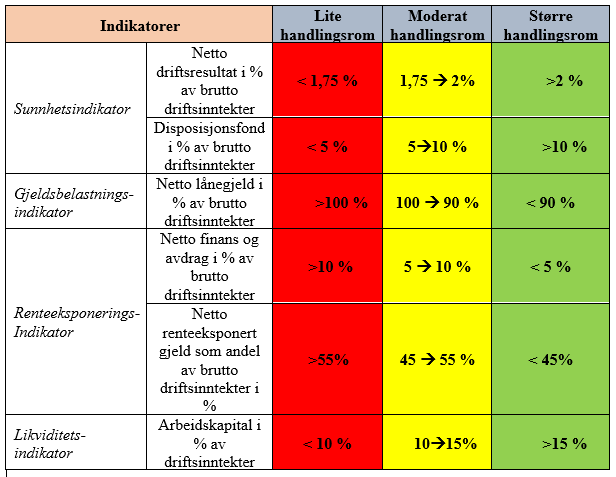 Indikatorer
Lite
handlingsrom
Moderat
handlingsrom
Større
handlingsrom
Sunnhetsindikator
Netto
driftsresultat i %
av brutto
driftsinntekter
< 1,75 %
1,75 → 2%
>2 %
Disposisjonsfond
i % av brutto
driftsinntekter
< 5 %
5→10 %
>10 %
Gjeldsbelastnings-
indikator
Netto lånegjeld i
% av brutto
driftsinntekter
>100 %
100 → 90 %
< 90 %
Renteeksponerings-
Indikator
Netto finans og
avdrag i % av
brutto
driftsinntekter
>10 %
5 → 10 %
< 5 %
Netto
renteeksponert
gjeld som andel
av brutto
driftsinntekter i
%
>55%
45 → 55 %
< 45%
Likviditets-
indikator
Arbeidskapital i
% av
driftsinntekter
< 10 %
10→15%
>15 %